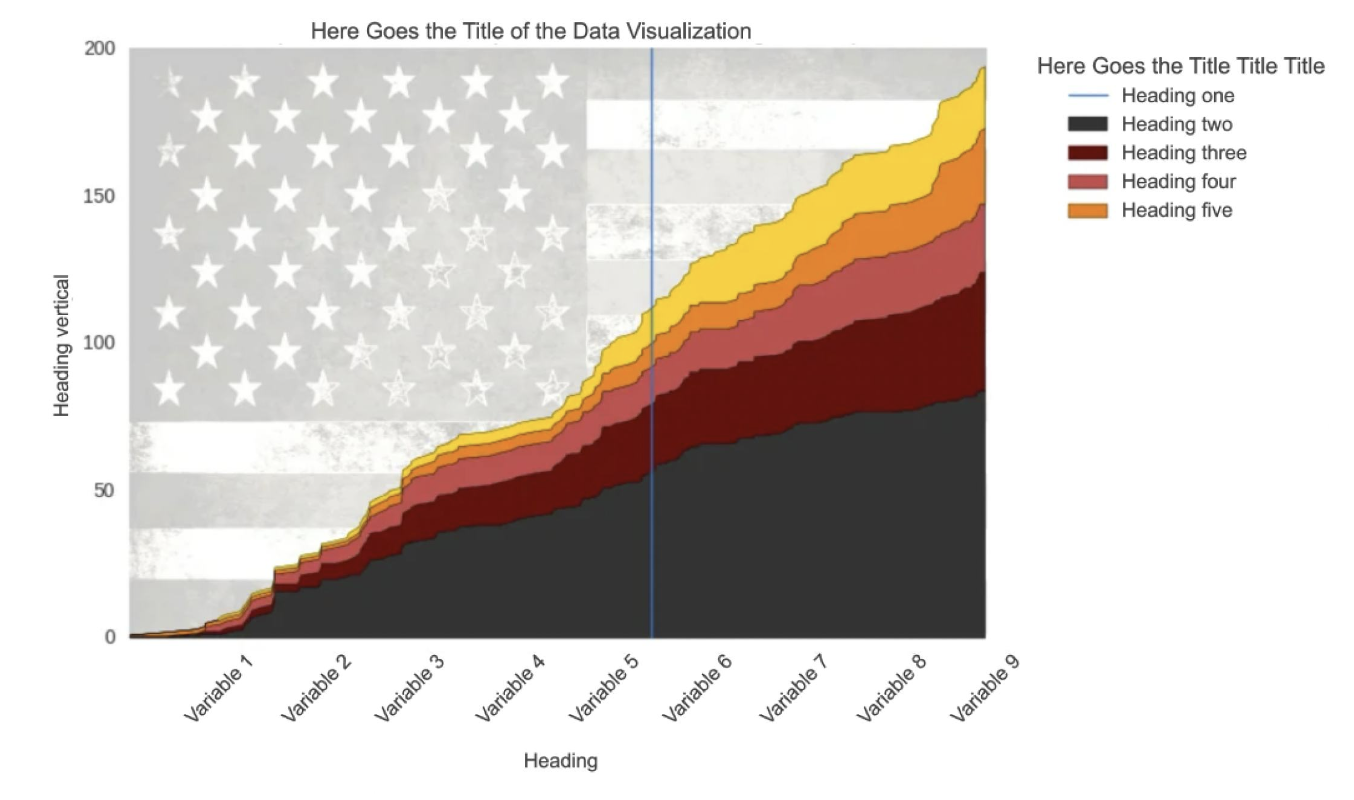 Here Goes the Title of the Data Visualization
200
150
100
50
0
Heading vertical
Variable 1
Variable 2
Variable 3
Variable 4
Variable 5
Variable 6
Variable 7
Variable 8
Variable 9
Heading
Here Goes the Title Title Title
Heading one
Heading two
Heading three
Heading four
Heading five